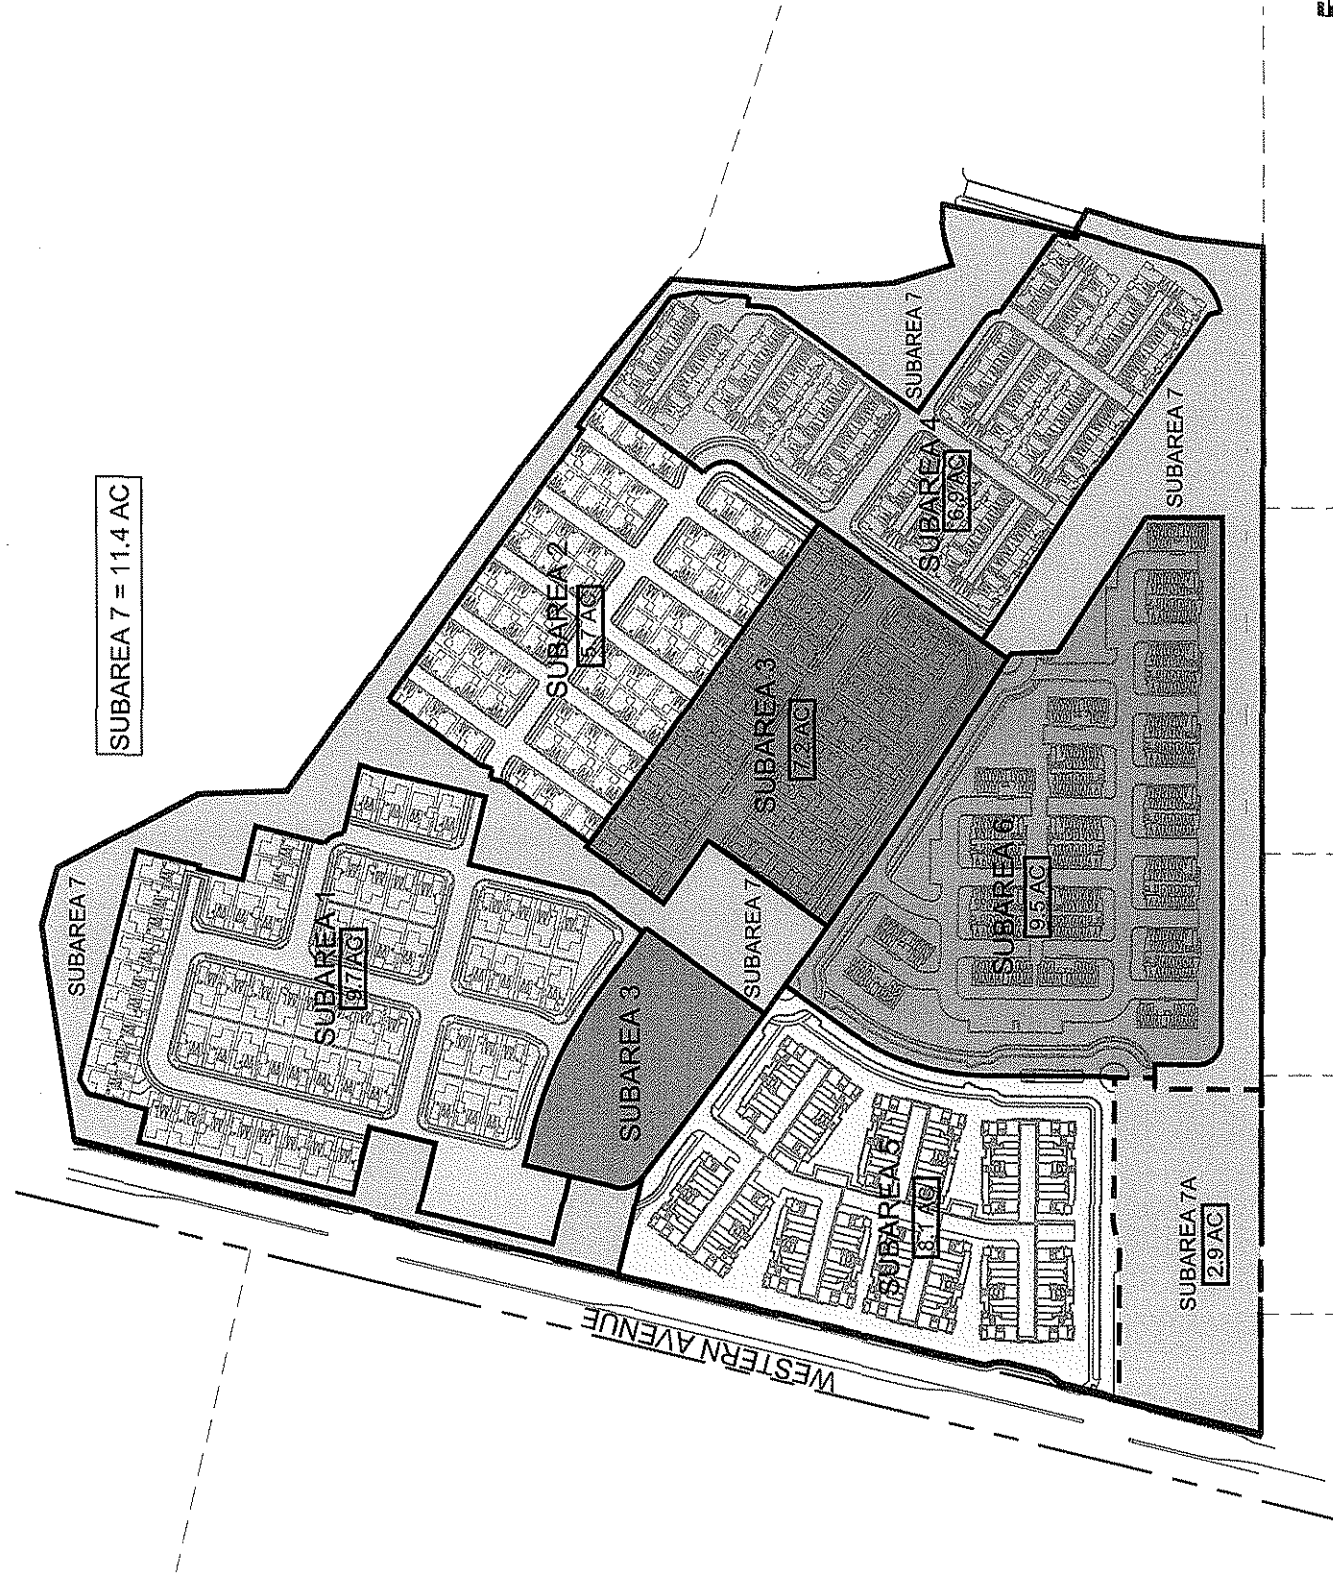 SUBAREA 7 = 11.4 AC
SUBAREA 7
SUBAREA 1
9.7 AC
SUBAREA 2
5.7 AC
SUBAREA 3
7.2 AC
SUBAREA 4
6.9 AC
SUBAREA 7
SUBAREA 7
SUBAREA 7
SUBAREA 3
SUBAREA 6
9.5 AC
SUBAREA 5
8.1 AC
SUBAREA 7A
2.9 AC
WESTERN AVENUE